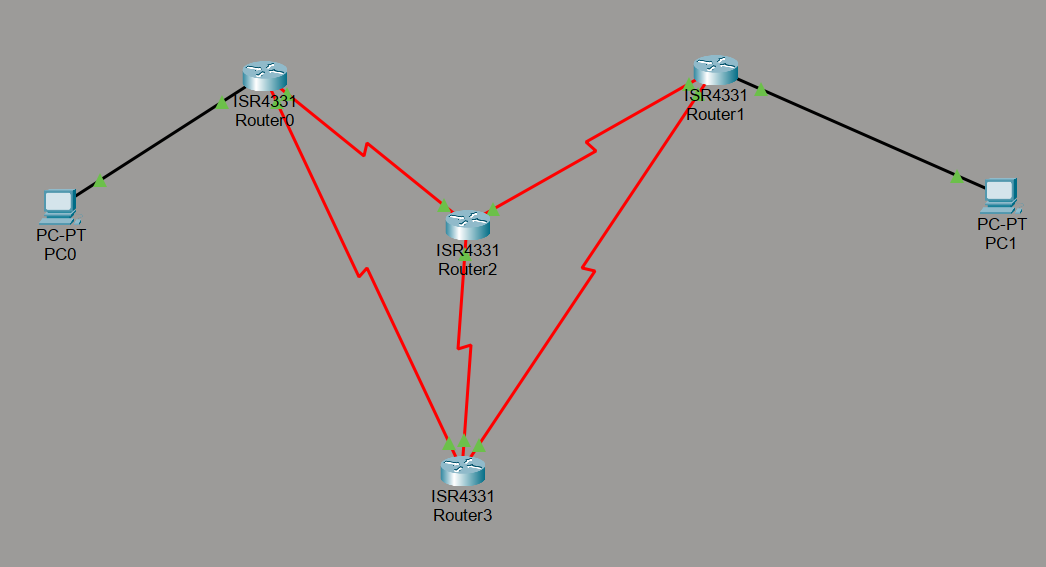 ISR4331
Router0
ISR4331
Router1
PC-PT
PC0
PC-PT
PC1
ISR4331
Router2
ISR4331
Router3